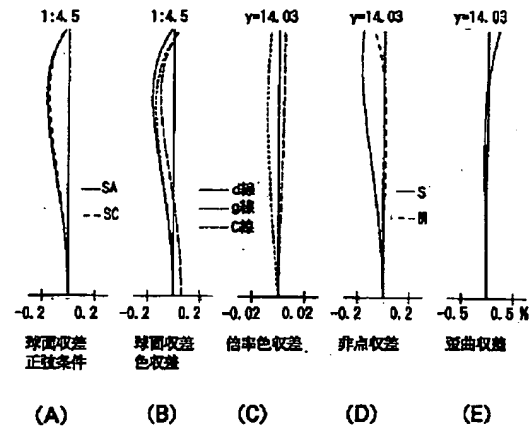 1:4.5
1:4.5
y=14.03
y=14.03
y=14.03
SA
SC
d線
g線
C線
S
M
-0.2 0.2
-0.2 0.2
-0.02 0.02
-0.2 0.2
-0.5 0.5 %
球面収差
正弦条件
球面収差
色収差
倍率色収差
非点収差
歪曲収差
(A) (B) (C) (D) (E)